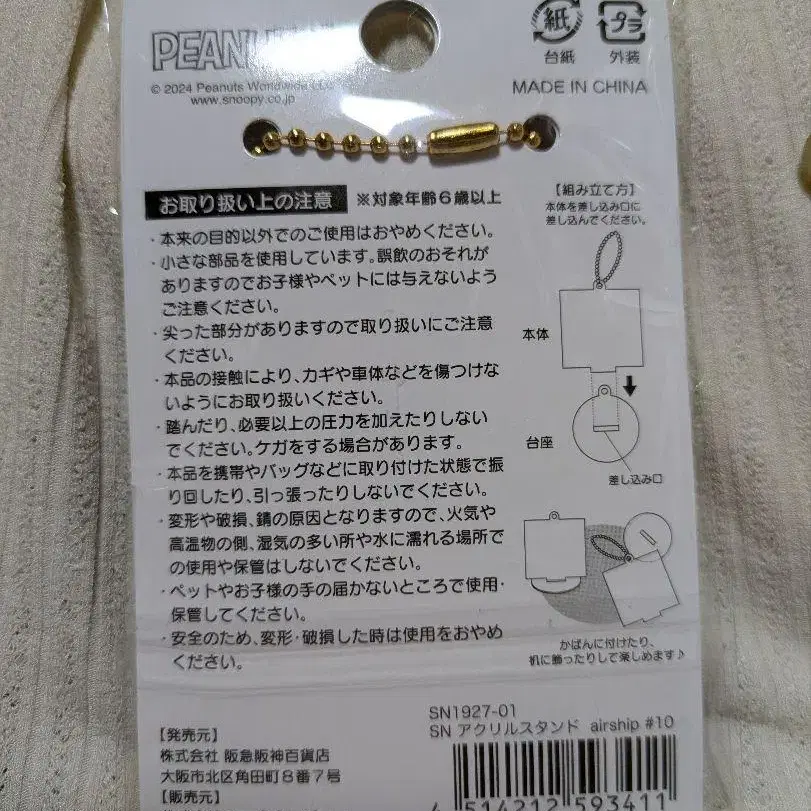 PEANU
紙
プラ
台紙
外装
© 2024 Peanuts Worldwide LLC
www.snoopy.co.jp
MADE IN CHINA
お取り扱い上の注意
※対象年齢6歳以上
・本来の目的以外でのご使用はおやめください。
・小さな部品を使用しています。誤飲のおそれが
ありますのでお子様やペットには与えないよう
ご注意ください。
・尖った部分がありますので取り扱いにご注意
ください。
・本品の接触により、カギや車体などを傷つけな
いようにお取り扱いください。
・踏んだり、必要以上の圧力を加えたりしない
でください。ケガをする場合があります。
・本品を携帯やバッグなどに取り付けた状態で振
り回したり、引っ張ったりしないでください。
・変形や破損、錆の原因となりますので、火気や
高温物の側、湿気の多い所や水に濡れる場所で
の使用や保管はしないでください。
・ペットやお子様の手の届かないところで使用・
保管してください。
・安全のため、変形・破損した時は使用をおやめ
ください。
【組み立て方】
本体を差し込み口に
差し込んでください。
本体
台座
差し込み口
かばんに付けたり、
机に飾ったりして楽しめます♪
【発売元】
株式会社 阪急阪神百貨店
大阪市北区角田町8番7号
【販売元】
SN1927-01
SN アクリルスタンド airship #10
4 514212 593411